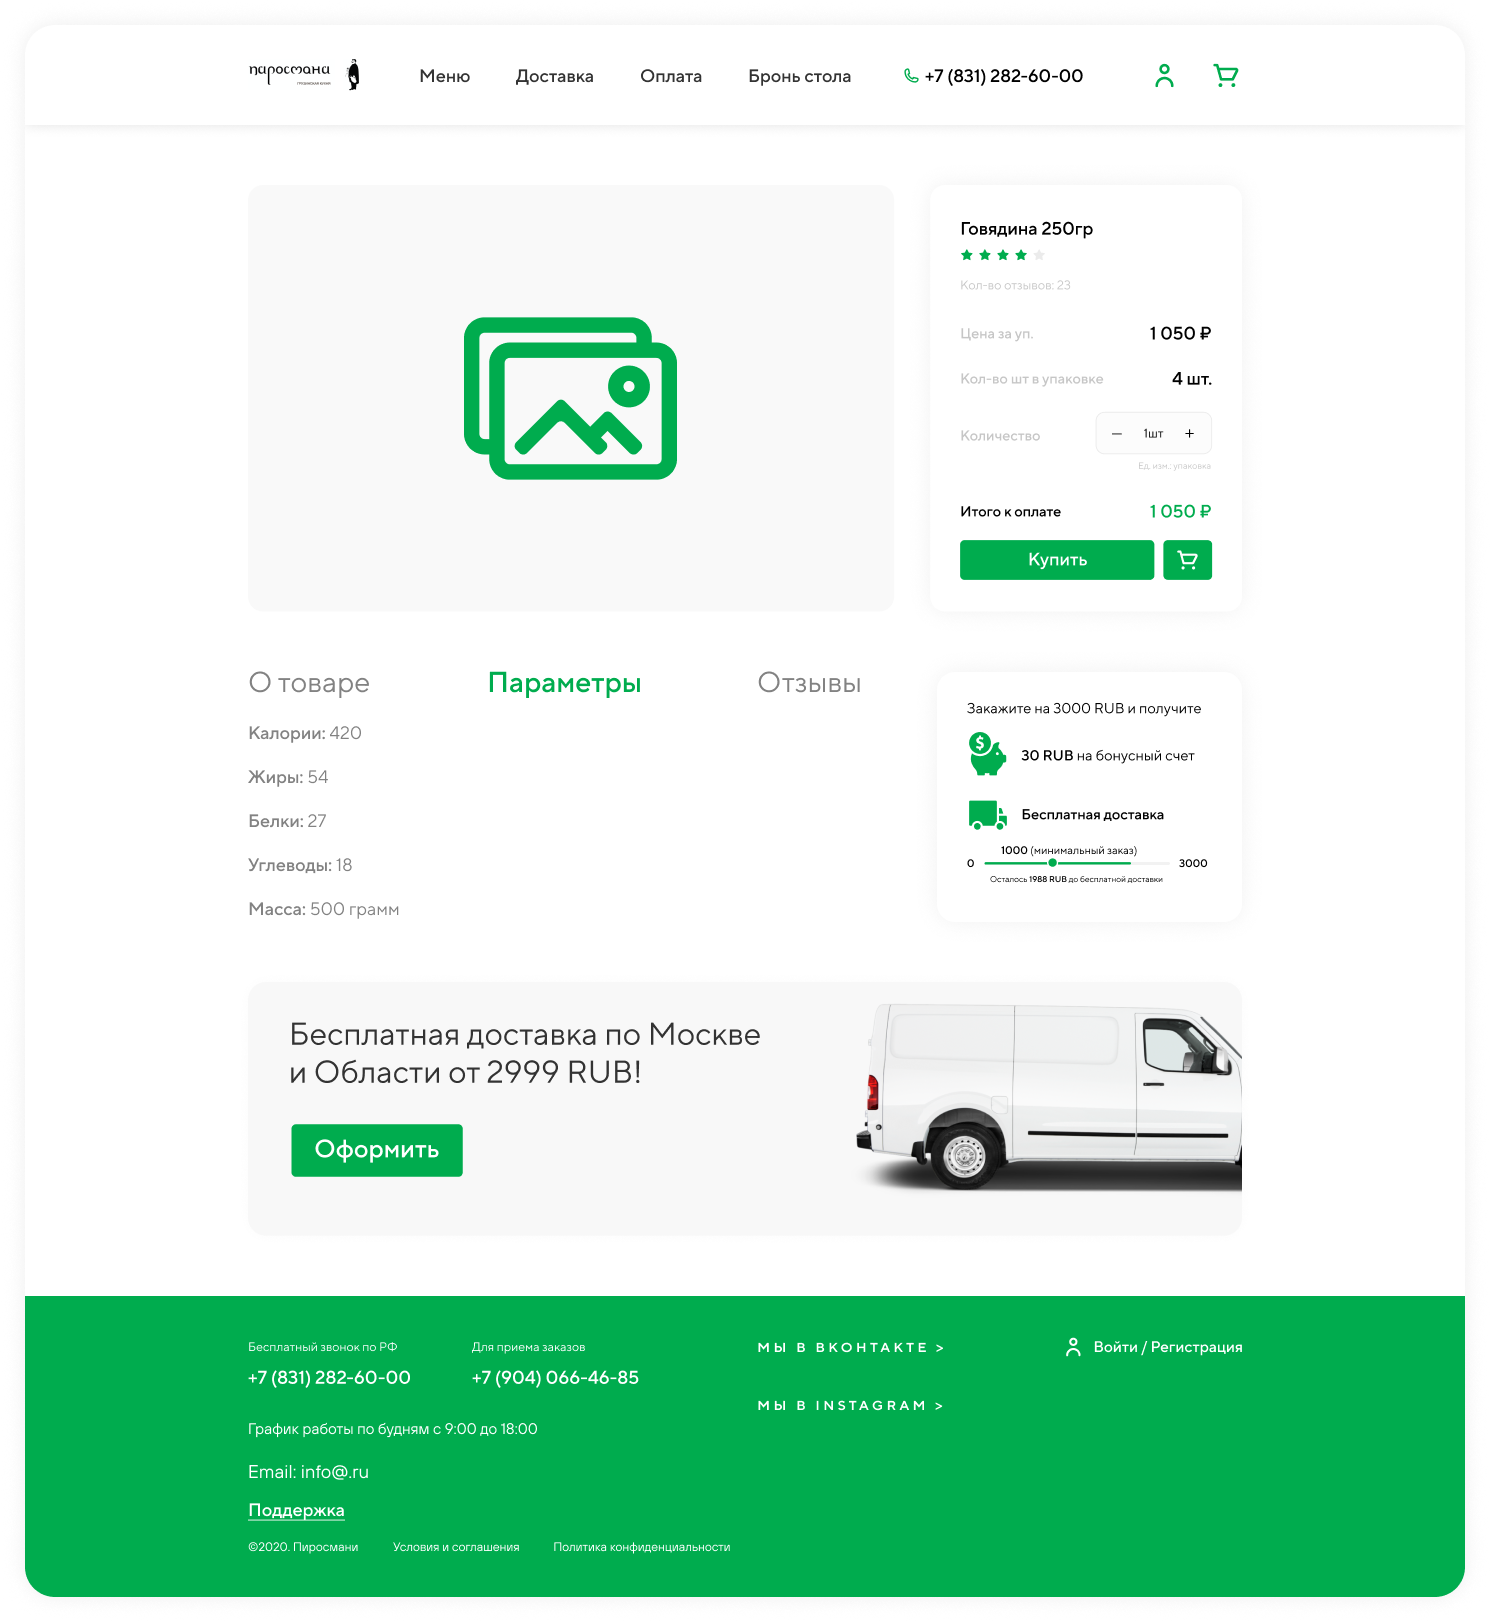 пиросмани
ГРУЗИНСКАЯ КУХНЯ
Меню
Доставка
Оплата
Бронь стола
+7 (831) 282-60-00
Говядина 250гр
Кол-во отзывов: 23
Цена за уп.
1 050 ₽
Кол-во шт в упаковке
4 шт.
Количество
– 1шт +
Ед. изм.: упаковка
Итого к оплате
1 050 ₽
Купить
О товаре
Параметры
Отзывы
Калории: 420
Жиры: 54
Белки: 27
Углеводы: 18
Масса: 500 грамм
Закажите на 3000 RUB и получите
$
30 RUB на бонусный счет
Бесплатная доставка
1000 (минимальный заказ)
0
3000
Осталось 1988 RUB до бесплатной доставки
Бесплатная доставка по Москве
и Области от 2999 RUB!
Оформить
Бесплатный звонок по РФ
+7 (831) 282-60-00
Для приема заказов
+7 (904) 066-46-85
МЫ В ВКОНТАКТЕ >
МЫ В INSTAGRAM >
Войти / Регистрация
График работы по будням с 9:00 до 18:00
Email: info@.ru
Поддержка
©2020. Пиросмани
Условия и соглашения
Политика конфиденциальности